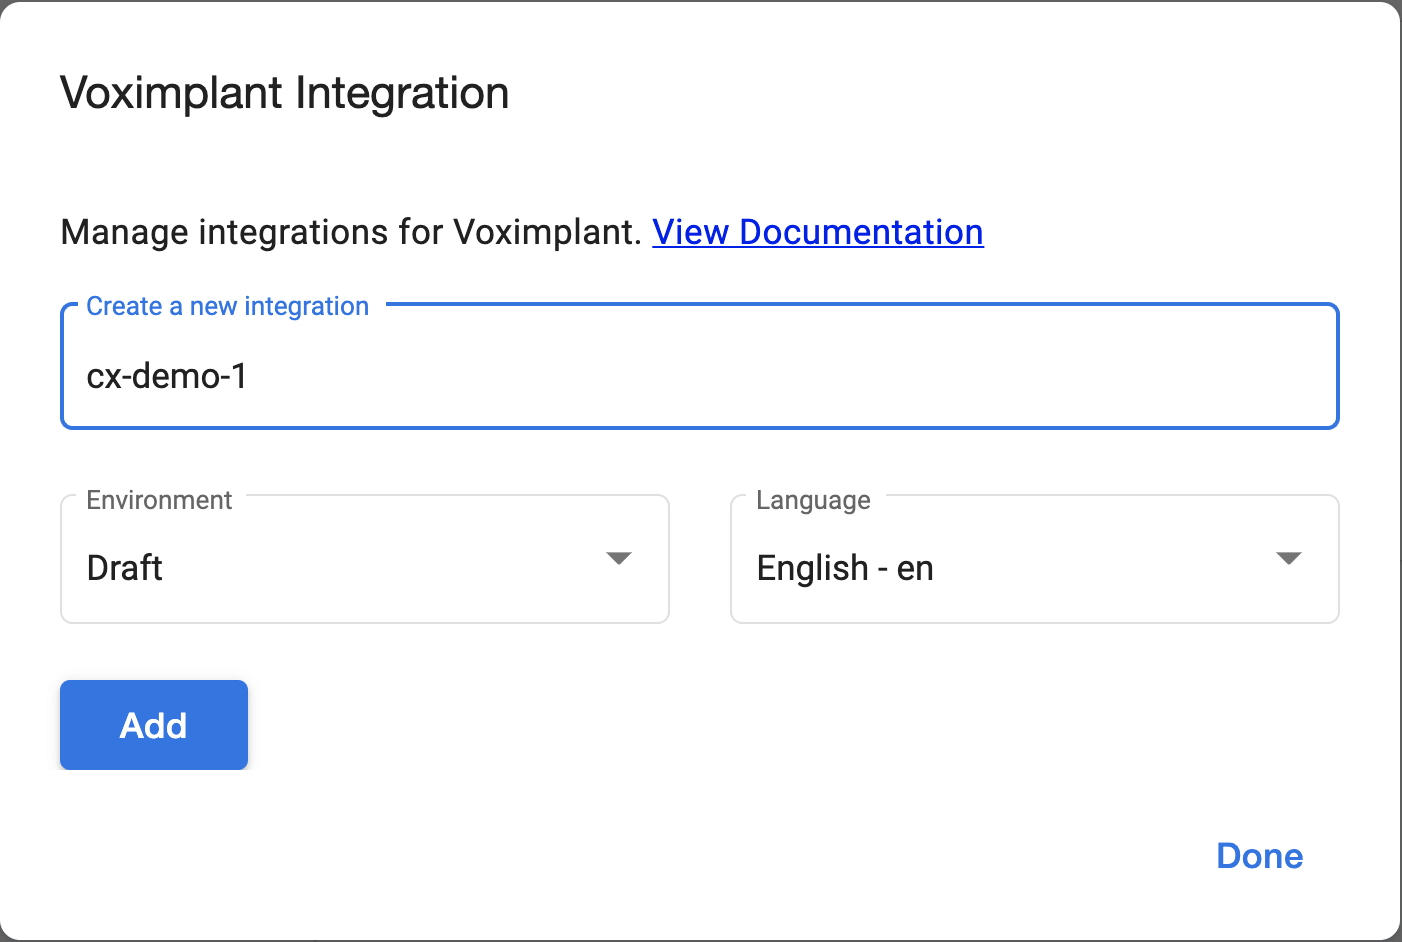 Voximplant Integration
Manage integrations for Voximplant. View Documentation
Create a new integration
cx-demo-1
Environment
Draft
Language
English - en
Add
Done